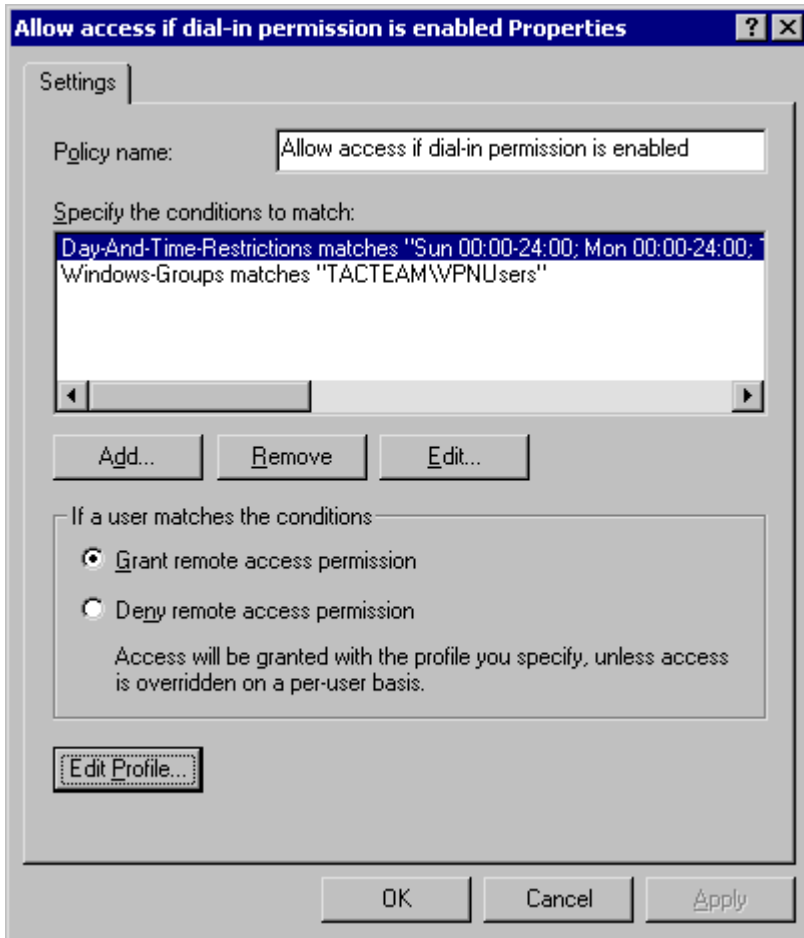 Allow access if dial-in permission is enabled Properties
Settings
Policy name: Allow access if dial-in permission is enabled
Specify the conditions to match:
Day-And-Time-Restrictions matches "Sun 00:00-24:00; Mon 00:00-24:00;
Windows-Groups matches "TACTEAM\VPNUsers"
Add... Remove Edit...
If a user matches the conditions
Grant remote access permission
Deny remote access permission
Access will be granted with the profile you specify, unless access
is overridden on a per-user basis.
Edit Profile...
OK Cancel Apply